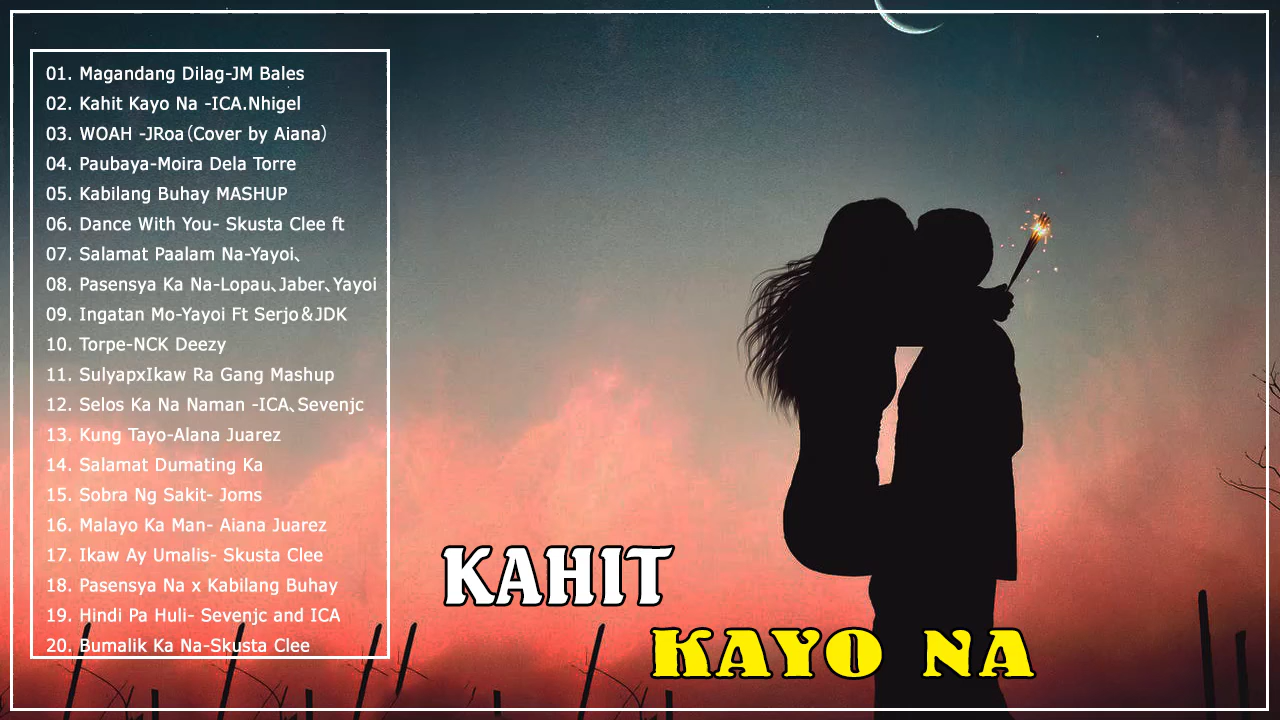 01. Magandang Dilag-JM Bales
02. Kahit Kayo Na -ICA.Nhigel
03. WOAH -JRoa（Cover by Aiana）
04. Paubaya-Moira Dela Torre
05. Kabilang Buhay MASHUP
06. Dance With You- Skusta Clee ft
07. Salamat Paalam Na-Yayoi、
08. Pasensya Ka Na-Lopau、Jaber、Yayoi
09. Ingatan Mo-Yayoi Ft Serjo＆JDK
10. Torpe-NCK Deezy
11. SulyapxIkaw Ra Gang Mashup
12. Selos Ka Na Naman -ICA、Sevenjc
13. Kung Tayo-Alana Juarez
14. Salamat Dumating Ka
15. Sobra Ng Sakit- Joms
16. Malayo Ka Man- Aiana Juarez
17. Ikaw Ay Umalis- Skusta Clee
18. Pasensya Na x Kabilang Buhay
19. Hindi Pa Huli- Sevenjc and ICA
20. Bumalik Ka Na-Skusta Clee
KAHIT
KAYO NA